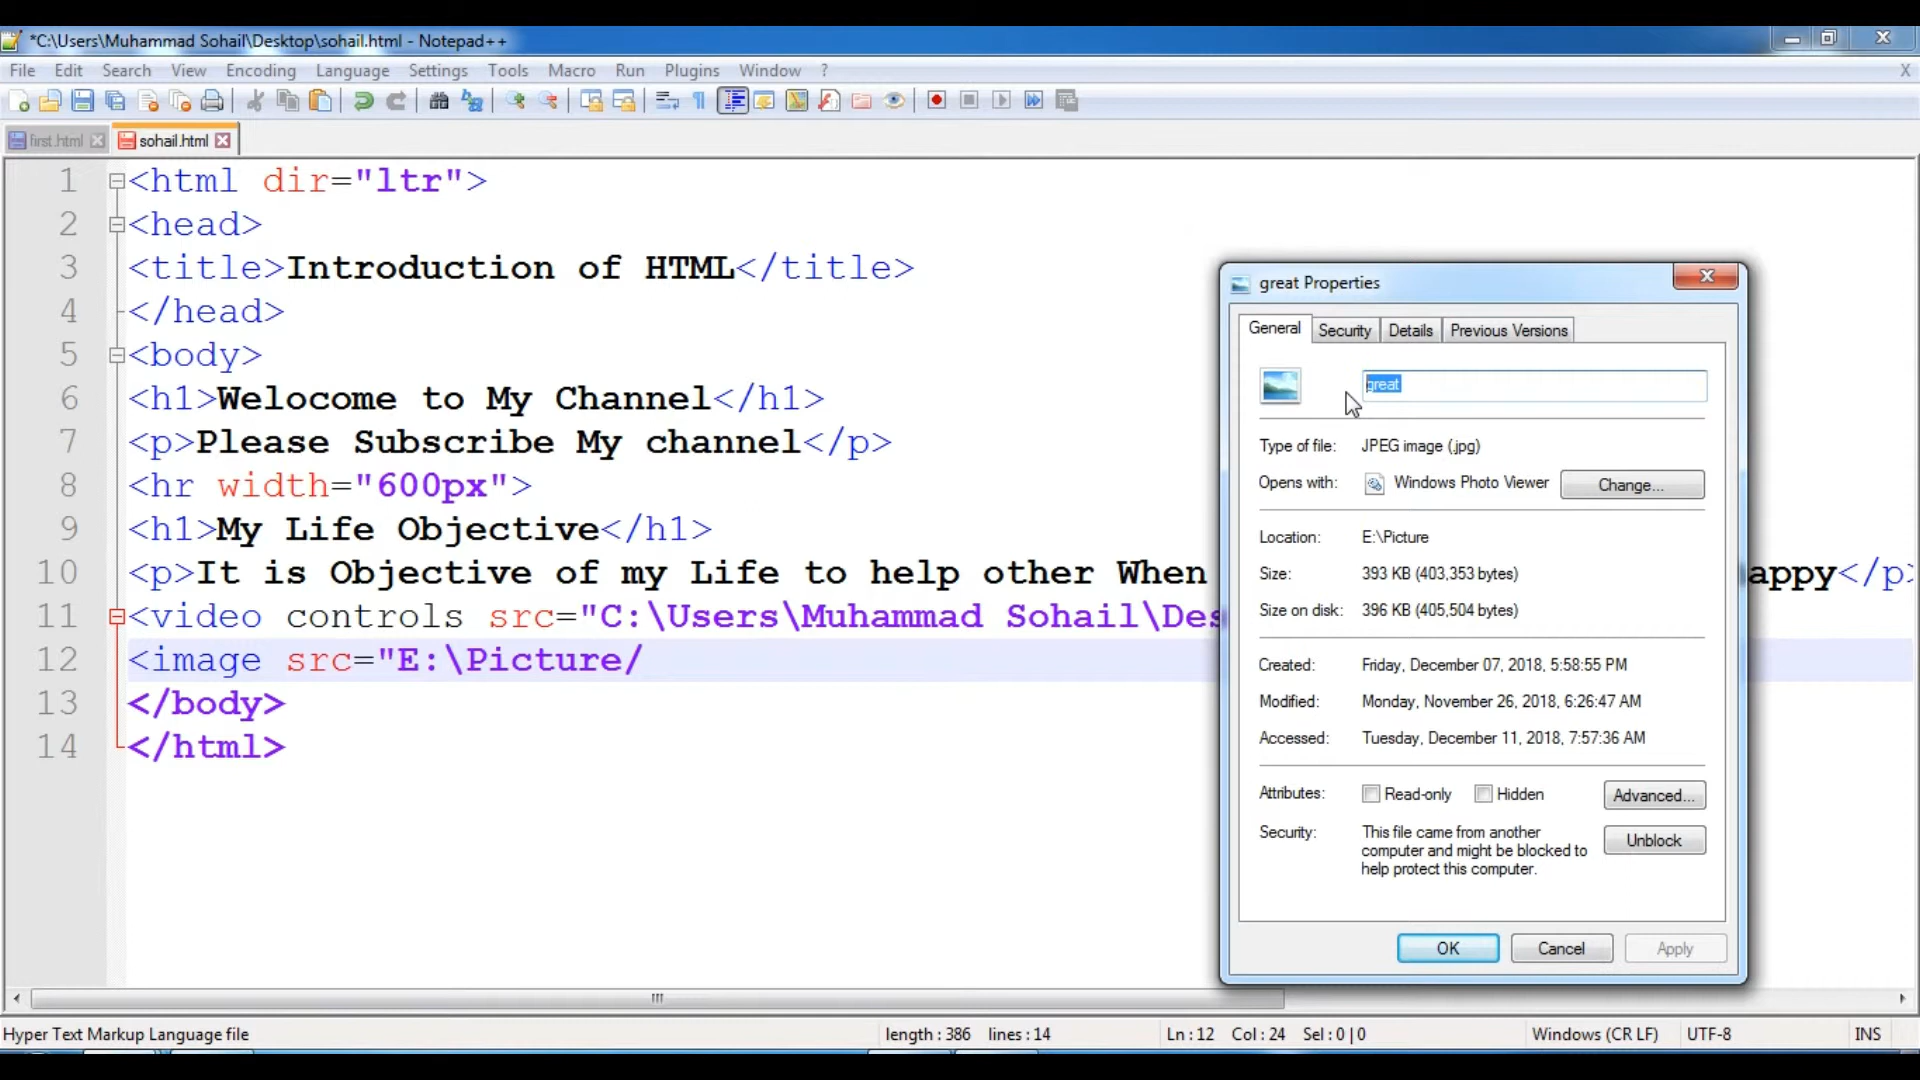 *C:\Users\Muhammad Sohail\Desktop\sohail.html - Notepad++
File Edit Search View Encoding Language Settings Tools Macro Run Plugins Window ? X
first.html sohail.html
1 <html dir="ltr">
2 <head>
3 <title>Introduction of HTML</title>
4 </head>
5 <body>
6 <h1>Welocome to My Channel</h1>
7 <p>Please Subscribe My channel</p>
8 <hr width="600px">
9 <h1>My Life Objective</h1>
10 <p>It is Objective of my Life to help other When appy</p>
11 <video controls src="C:\Users\Muhammad Sohail\Des
12 <image src="E:\Picture/
13 </body>
14 </html>
great Properties
General Security Details Previous Versions
great
Type of file: JPEG image (.jpg)
Opens with: Windows Photo Viewer Change...
Location: E:\Picture
Size: 393 KB (403,353 bytes)
Size on disk: 396 KB (405,504 bytes)
Created: Friday, December 07, 2018, 5:58:55 PM
Modified: Monday, November 26, 2018, 6:26:47 AM
Accessed: Tuesday, December 11, 2018, 7:57:36 AM
Attributes: Read-only Hidden Advanced...
Security: This file came from another
computer and might be blocked to
help protect this computer.
Unblock
OK Cancel Apply
Hyper Text Markup Language file length : 386 lines : 14 Ln : 12 Col : 24 Sel : 0 | 0 Windows (CR LF) UTF-8 INS